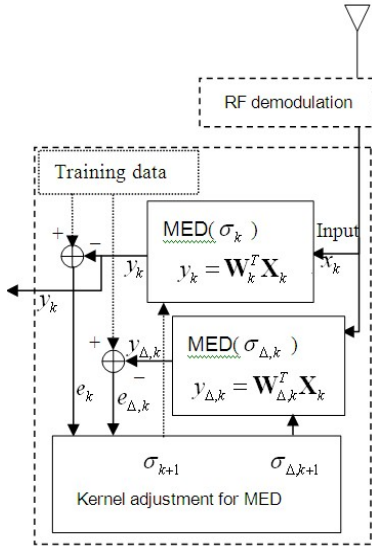 RF demodulation
Training data
MED( σ_k )
Input
+
−
y_k
y_k = W_k^T X_k
x_k
y_k
+
y_{Δ,k}
−
MED( σ_{Δ,k} )
y_{Δ,k} = W_{Δ,k}^T X_k
e_k
e_{Δ,k}
σ_{k+1}
σ_{Δ,k+1}
Kernel adjustment for MED